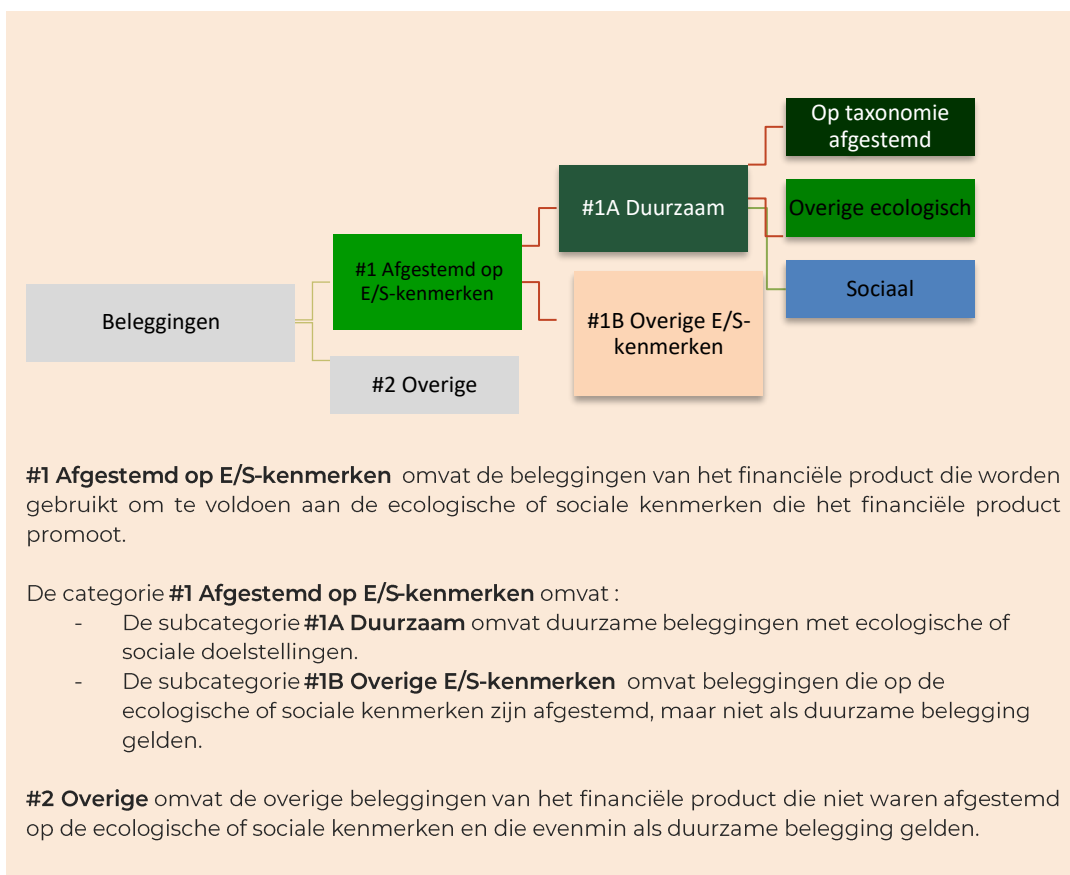 Op taxonomie
afgestemd
#1A Duurzaam
Overige ecologisch
#1 Afgestemd op
E/S-kenmerken
Sociaal
Beleggingen
#1B Overige E/S-
kenmerken
#2 Overige
#1 Afgestemd op E/S-kenmerken omvat de beleggingen van het financiële product die worden
gebruikt om te voldoen aan de ecologische of sociale kenmerken die het financiële product
promoot.
De categorie #1 Afgestemd op E/S-kenmerken omvat :
- De subcategorie #1A Duurzaam omvat duurzame beleggingen met ecologische of
sociale doelstellingen.
- De subcategorie #1B Overige E/S-kenmerken omvat beleggingen die op de
ecologische of sociale kenmerken zijn afgestemd, maar niet als duurzame belegging
gelden.
#2 Overige omvat de overige beleggingen van het financiële product die niet waren afgestemd
op de ecologische of sociale kenmerken en die evenmin als duurzame belegging gelden.